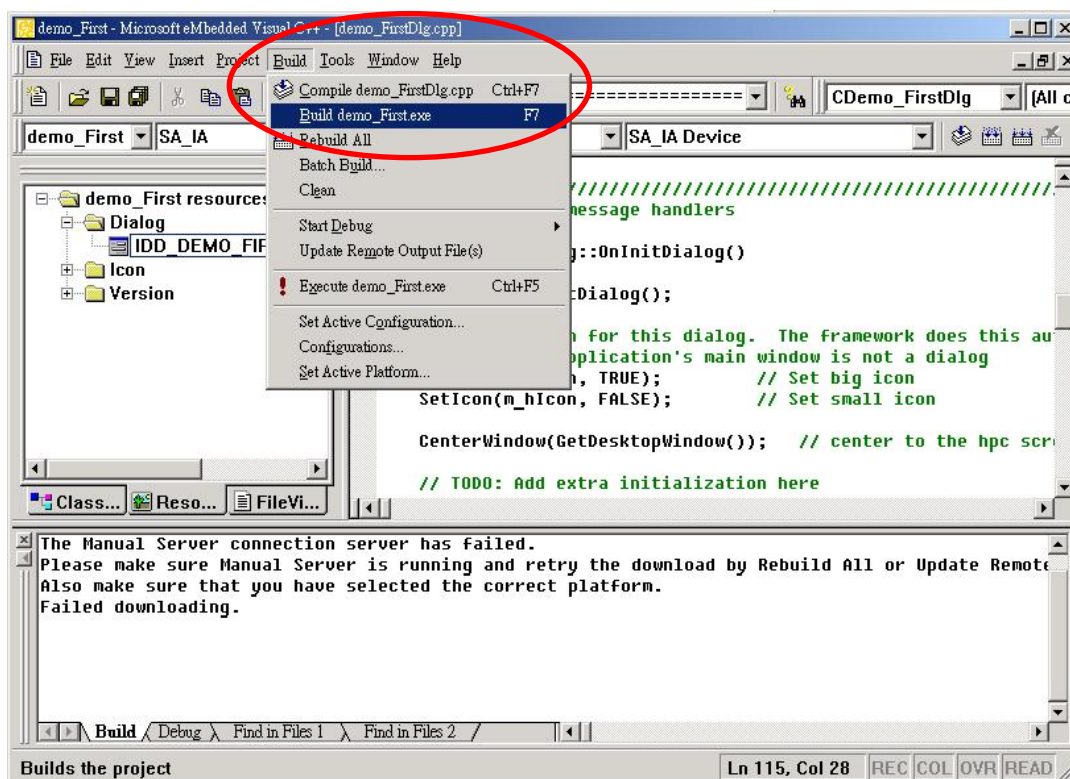 demo_First - Microsoft eMbedded Visual C++ - [demo_FirstDlg.cpp]
File Edit View Insert Project Build Tools Window Help
Compile demo_FirstDlg.cpp Ctrl+F7
Build demo_First.exe F7
Rebuild All
Batch Build...
Clean
Start Debug
Update Remote Output File(s)
Execute demo_First.exe Ctrl+F5
Set Active Configuration...
Configurations...
Set Active Platform...
==================== CDemo_FirstDlg [All c
demo_First SA_IA SA_IA Device
demo_First resources
Dialog
IDD_DEMO_FIR
Icon
Version
Class... Reso... FileVi...
////////////////////////////////////////////
message handlers
g::OnInitDialog()
tDialog();
for this dialog. The framework does this au
plication's main window is not a dialog
, TRUE); // Set big icon
SetIcon(m_hIcon, FALSE); // Set small icon
CenterWindow(GetDesktopWindow()); // center to the hpc scr
// TODO: Add extra initialization here
The Manual Server connection server has failed.
Please make sure Manual Server is running and retry the download by Rebuild All or Update Remote
Also make sure that you have selected the correct platform.
Failed downloading.
Build Debug Find in Files 1 Find in Files 2
Builds the project Ln 115, Col 28 REC COL OVR READ